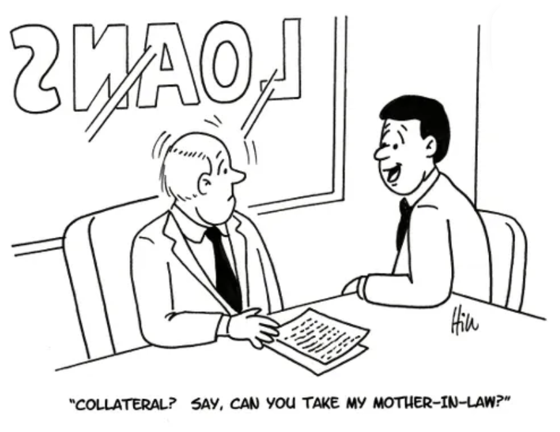 LOANS
Hill
"COLLATERAL? SAY, CAN YOU TAKE MY MOTHER-IN-LAW?"